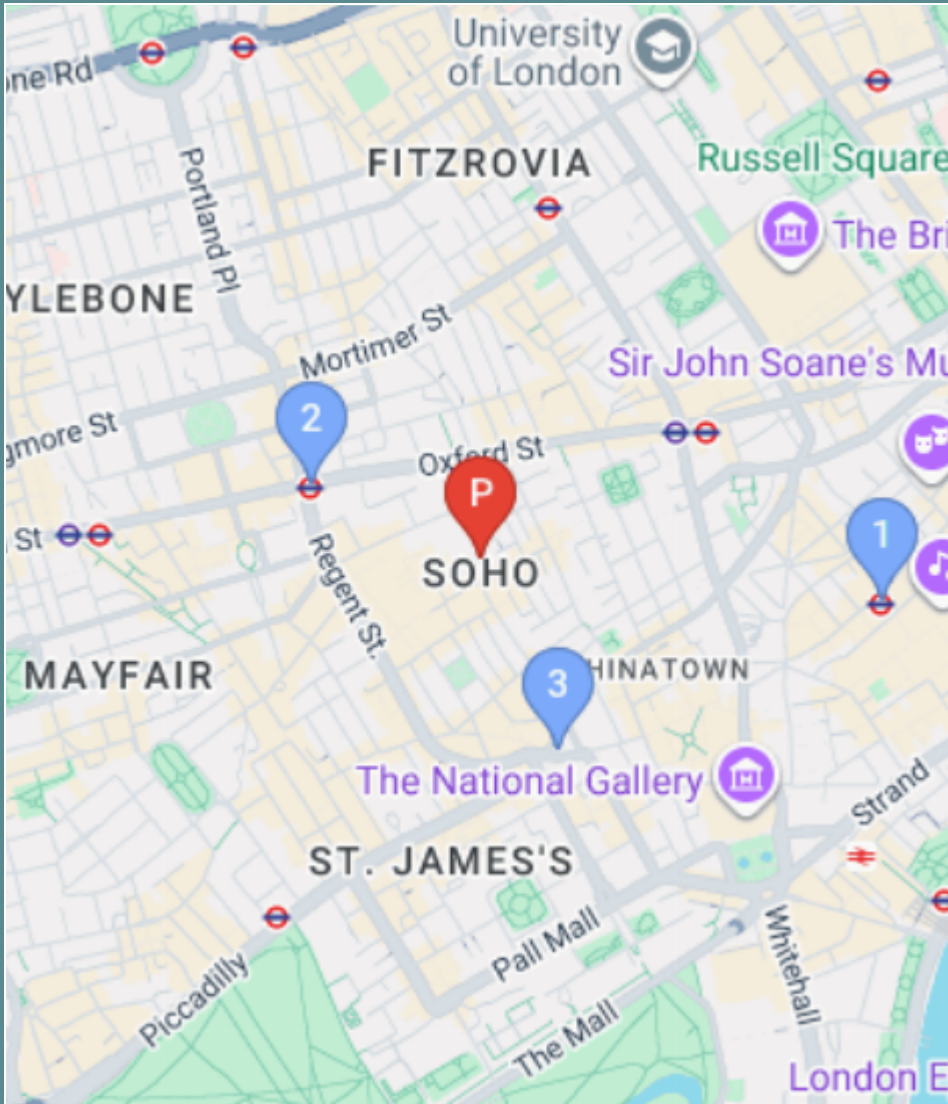 University
of London
one Rd
FITZROVIA
Russell Square
Portland Pl
The Bri
YLEBONE
Mortimer St
Sir John Soane's Mu
gmore St
2
Oxford St
P
St
1
SOHO
Regent St.
MAYFAIR
HINATOWN
3
The National Gallery
Strand
ST. JAMES'S
Pall Mall
Whitehall
Piccadilly
The Mall
London E